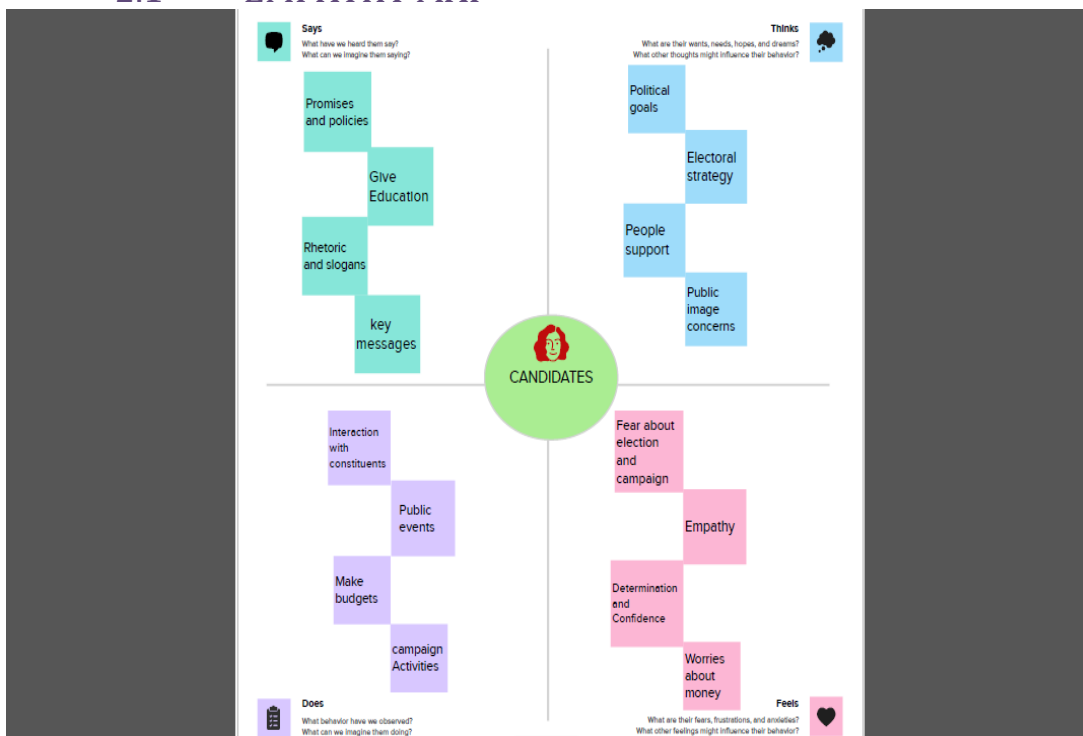 Says
What have we heard them say?
What can we imagine them saying?
Promises
and policies
Give
Education
Rhetoric
and slogans
key
messages
Thinks
What are their wants, needs, hopes, and dreams?
What other thoughts might influence their behavior?
Political
goals
Electoral
strategy
People
support
Public
image
concerns
CANDIDATES
Interaction
with
constituents
Public
events
Make
budgets
campaign
Activities
Does
What behavior have we observed?
What can we imagine them doing?
Fear about
election
and
campaign
Empathy
Determination
and
Confidence
Worries
about
money
Feels
What are their fears, frustrations, and anxieties?
What other feelings might influence their behavior?